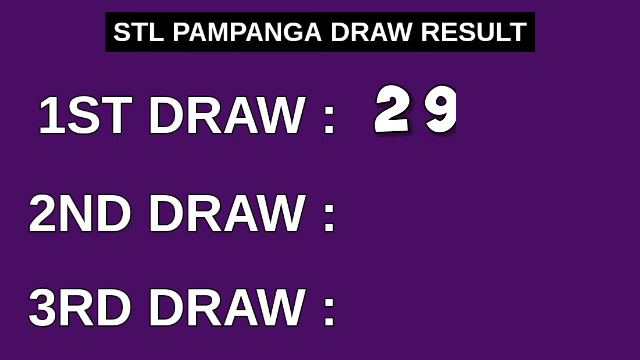 STL PAMPANGA DRAW RESULT
1ST DRAW : 29
2ND DRAW :
3RD DRAW :